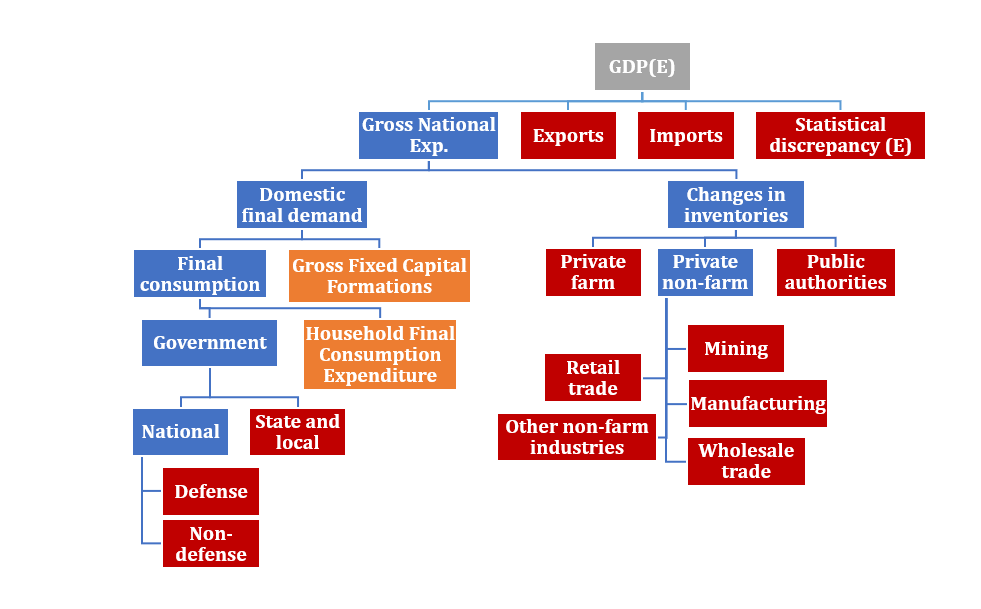 GDP(E)
Gross National
Exp.
Exports
Imports
Statistical
discrepancy (E)
Domestic
final demand
Changes in
inventories
Final
consumption
Gross Fixed Capital
Formations
Private
farm
Private
non-farm
Public
authorities
Government
Household Final
Consumption
Expenditure
Retail
trade
Mining
Manufacturing
Other non-farm
industries
Wholesale
trade
National
State and
local
Defense
Non-
defense